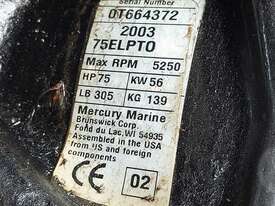 Serial Number
0T664372
2003
75ELPTO
Max RPM 5250
HP 75 KW 56
LB 305 KG 139
Mercury Marine
Brunswick Corp.
Fond du Lac, WI 54935
Assembled in the USA
from US and foreign
components
CE 02